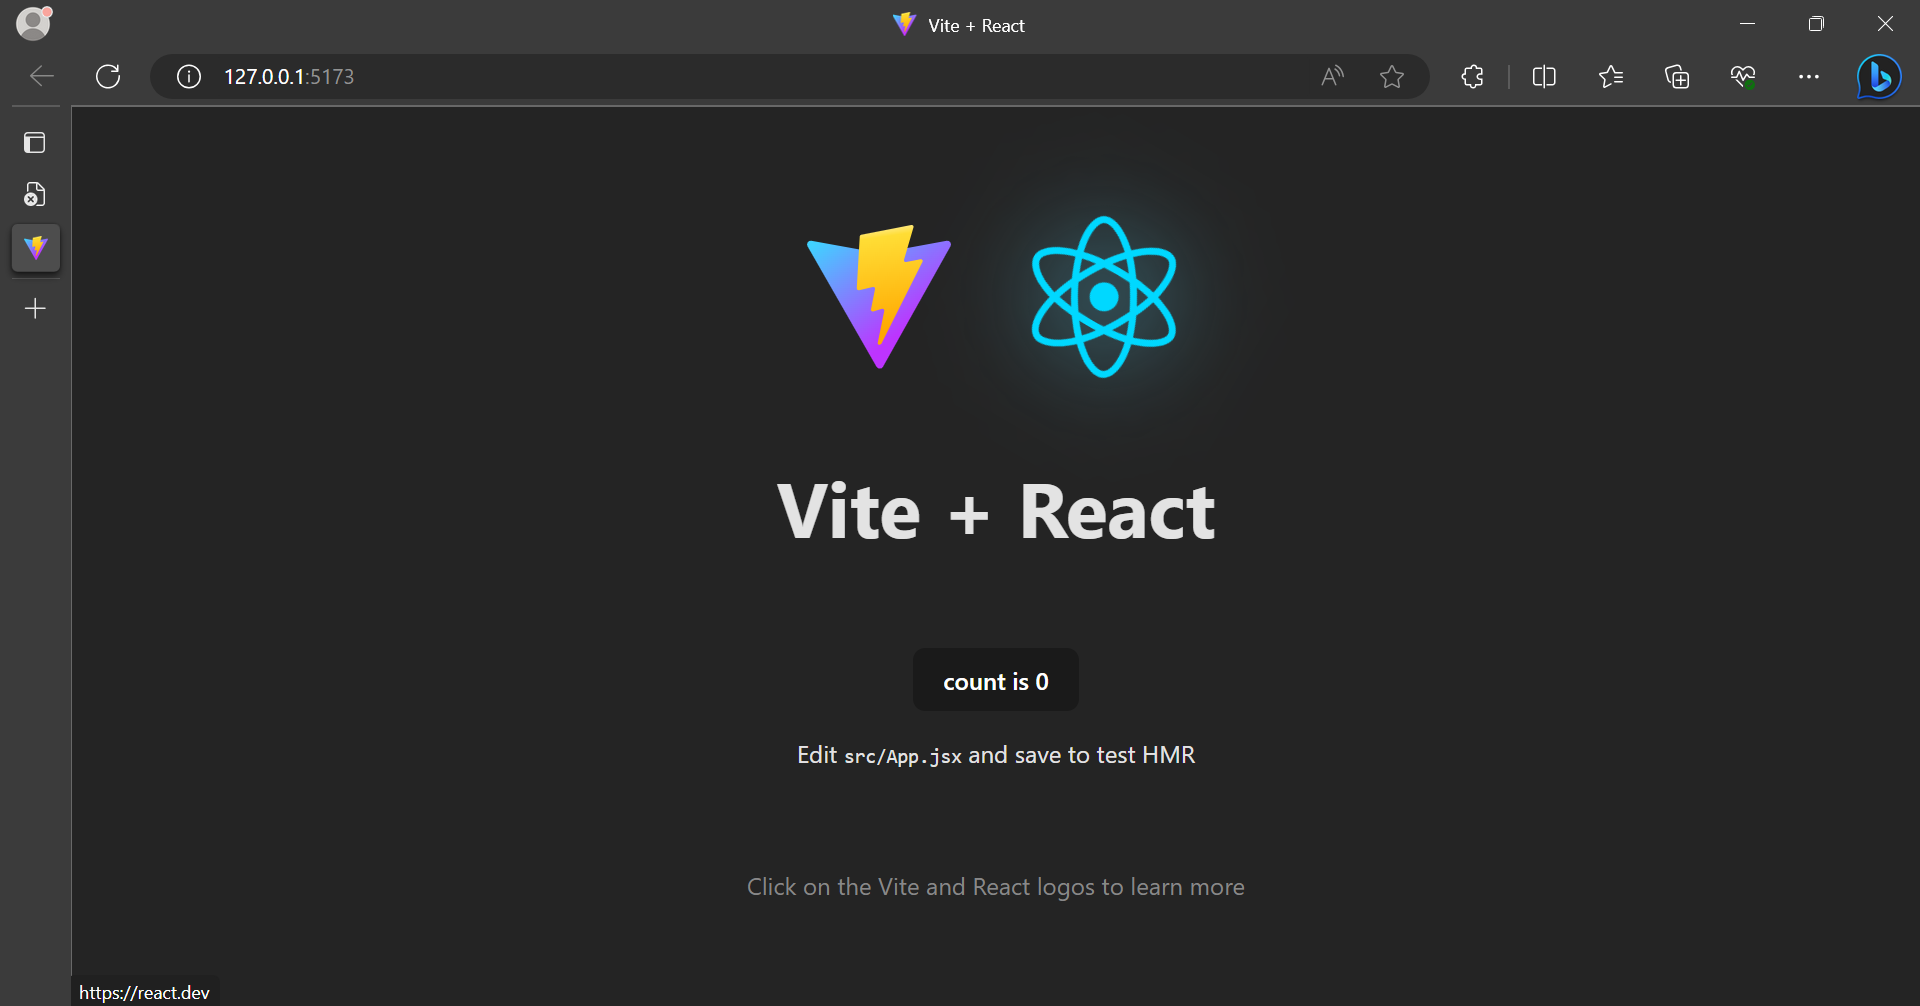 Vite + React
127.0.0.1:5173
Vite + React
count is 0
Edit src/App.jsx and save to test HMR
Click on the Vite and React logos to learn more
https://react.dev